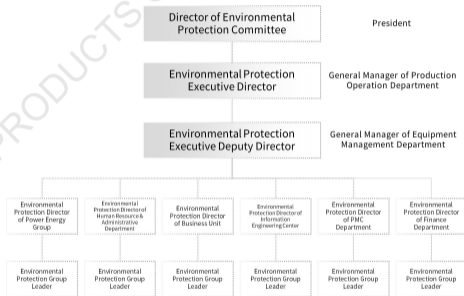 Director of Environmental
Protection Committee
President
Environmental Protection
Executive Director
General Manager of Production
Operation Department
Environmental Protection
Executive Deputy Director
General Manager of Equipment
Management Department
Environmental
Protection Director
of Power Energy
Group
Environmental
Protection Director of
Human Resource &
Administrative
Department
Environmental
Protection Director
of Business Unit
Environmental
Protection Director of
Information
Engineering Center
Environmental
Protection Director
of PMC
Department
Environmental
Protection Director
of Finance
Department
Environmental
Protection Group
Leader
Environmental
Protection Group
Leader
Environmental
Protection Group
Leader
Environmental
Protection Group
Leader
Environmental
Protection Group
Leader
Environmental
Protection Group
Leader
PRODUCTS